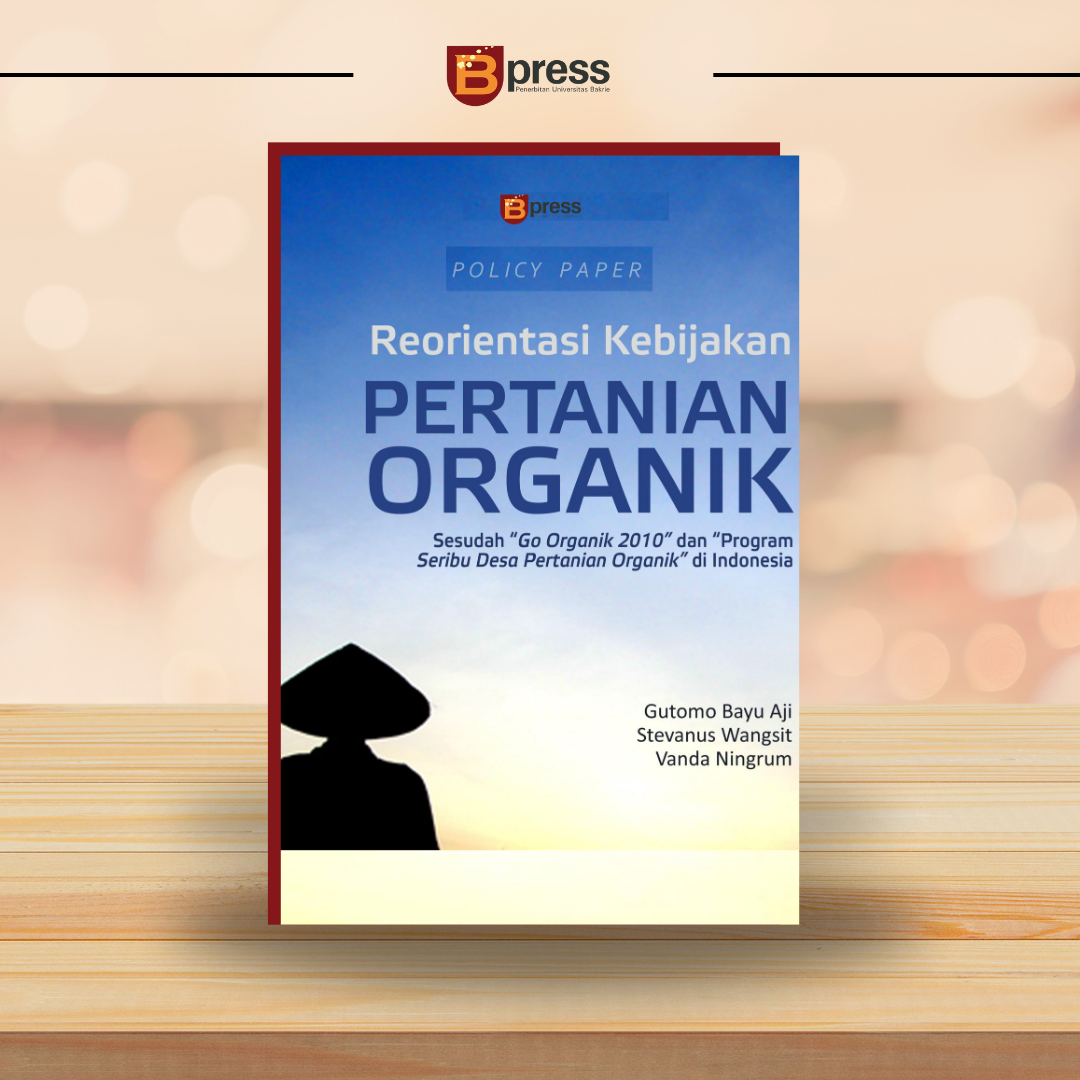 Bpress
Penerbitan Universitas Bakrie
Bpress
POLICY PAPER
Reorientasi Kebijakan
PERTANIAN
ORGANIK
Sesudah “Go Organik 2010” dan “Program
Seribu Desa Pertanian Organik” di Indonesia
Gutomo Bayu Aji
Stevanus Wangsit
Vanda Ningrum